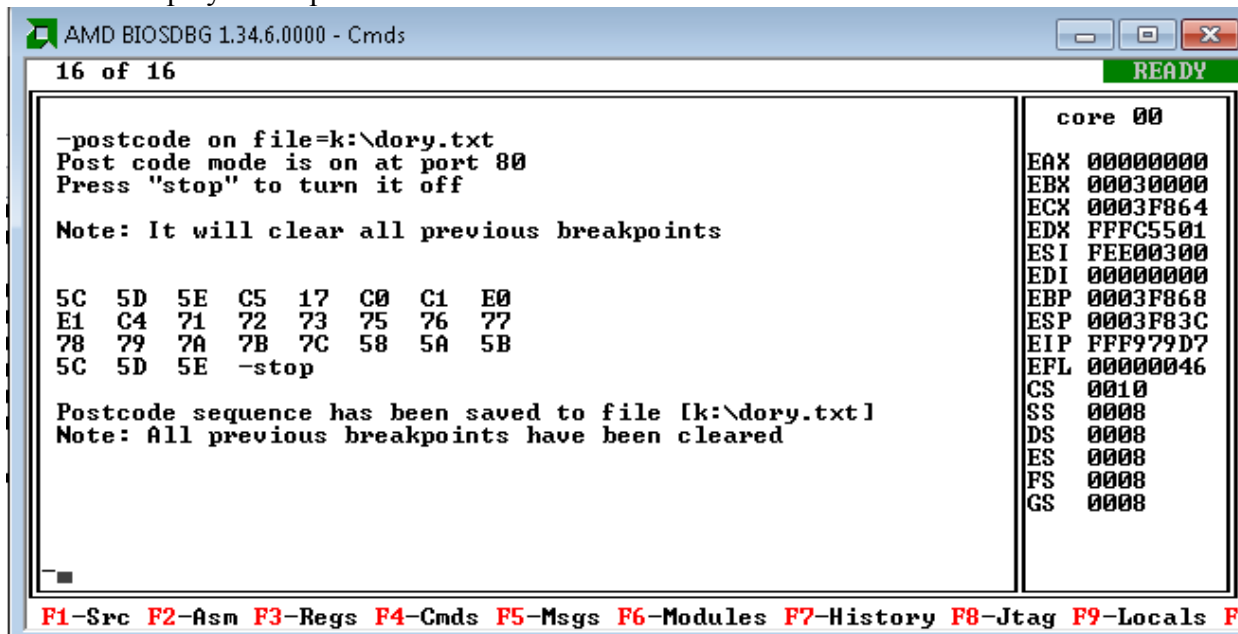 AMD BIOSDBG 1.34.6.0000 - Cmds
16 of 16 READY
-postcode on file=k:\dory.txt
Post code mode is on at port 80
Press "stop" to turn it off
Note: It will clear all previous breakpoints
5C 5D 5E C5 17 C0 C1 E0
E1 C4 71 72 73 75 76 77
78 79 7A 7B 7C 58 5A 5B
5C 5D 5E -stop
Postcode sequence has been saved to file [k:\dory.txt]
Note: All previous breakpoints have been cleared
-
core 00
EAX 00000000
EBX 00030000
ECX 0003F864
EDX FFFC5501
ESI FEE00300
EDI 00000000
EBP 0003F868
ESP 0003F83C
EIP FFF979D7
EFL 00000046
CS 0010
SS 0008
DS 0008
ES 0008
FS 0008
GS 0008
F1-Src F2-Asm F3-Regs F4-Cmds F5-Msgs F6-Modules F7-History F8-Jtag F9-Locals F